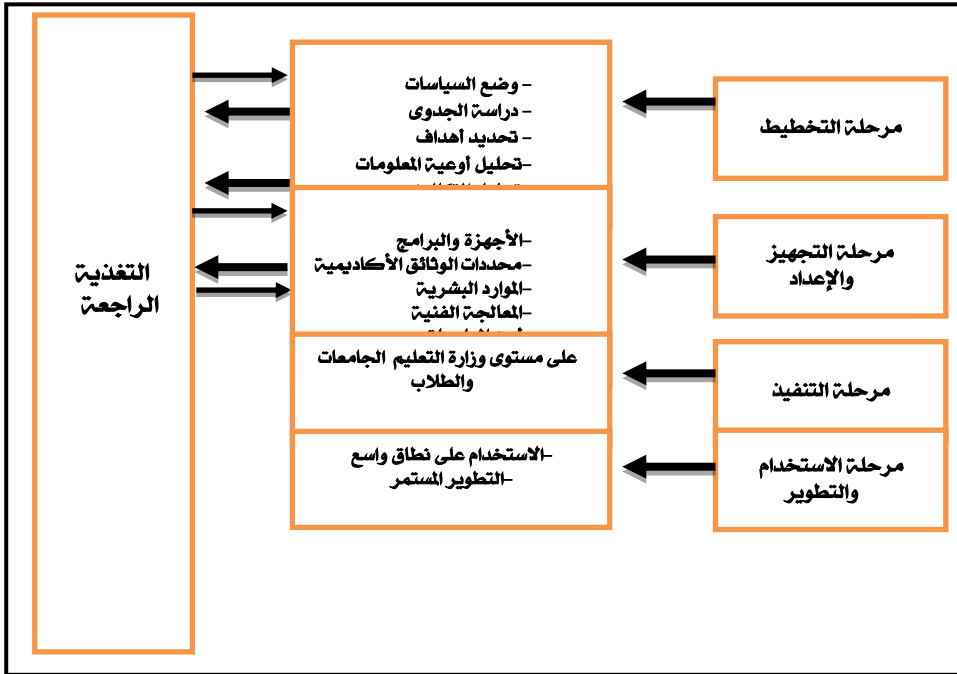 مرحلة التخطيط
– وضع السياسات
– دراسة الجدوى
– تحديد أهداف
–تحليل أوعية المعلومات
مرحلة التجهيز
والإعداد
–الأجهزة والبرامج
–محددات الوثائق الأكاديمية
–الموارد البشرية
–المعالجة الفنية
مرحلة التنفيذ
على مستوى وزارة التعليم الجامعات
والطلاب
مرحلة الاستخدام
والتطوير
–الاستخدام على نطاق واسع
–التطوير المستمر
التغذية
الراجعة